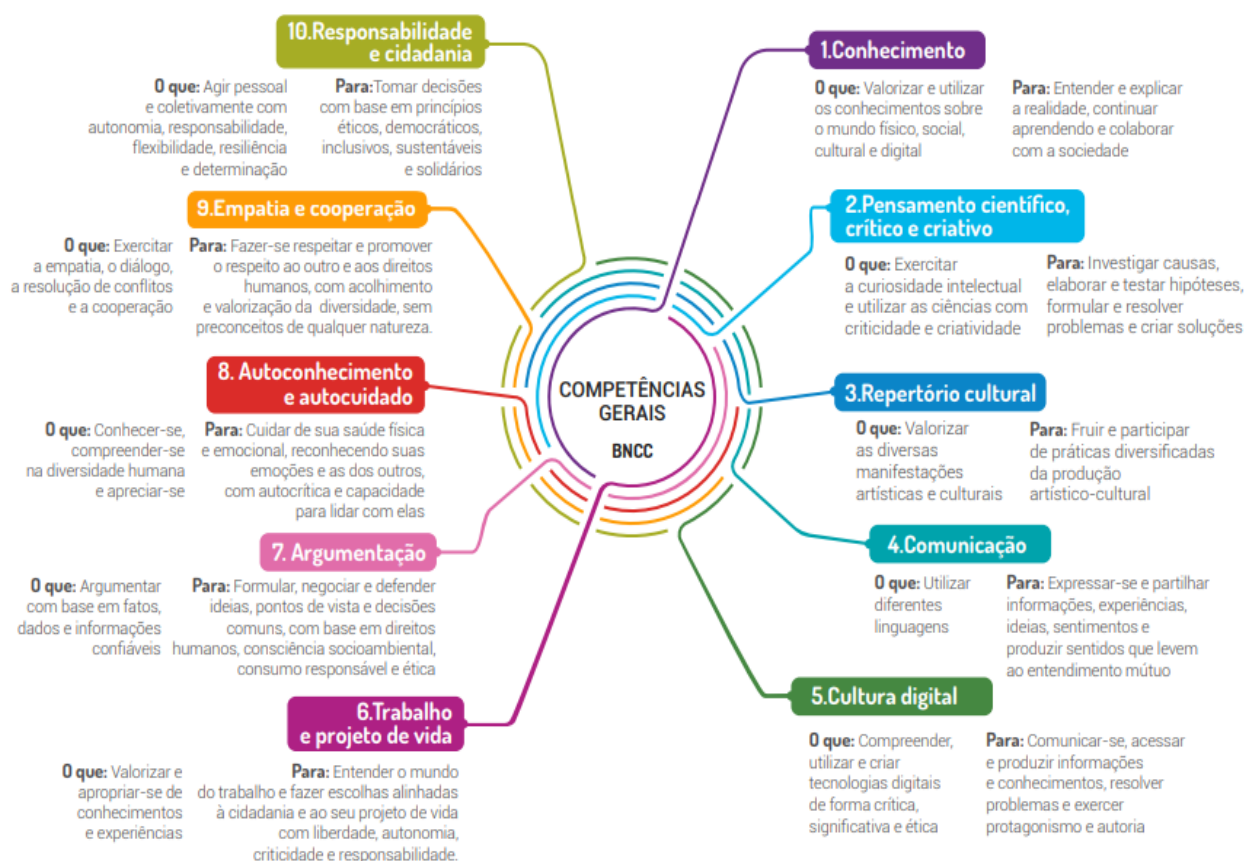 COMPETÊNCIAS
GERAIS
BNCC
1.Conhecimento
O que: Valorizar e utilizar
os conhecimentos sobre
o mundo físico, social,
cultural e digital
Para: Entender e explicar
a realidade, continuar
aprendendo e colaborar
com a sociedade
2.Pensamento científico,
crítico e criativo
O que: Exercitar
a curiosidade intelectual
e utilizar as ciências com
criticidade e criatividade
Para: Investigar causas,
elaborar e testar hipóteses,
formular e resolver
problemas e criar soluções
3.Repertório cultural
O que: Valorizar
as diversas
manifestações
artísticas e culturais
Para: Fruir e participar
de práticas diversificadas
da produção
artístico-cultural
4.Comunicação
O que: Utilizar
diferentes
linguagens
Para: Expressar-se e partilhar
informações, experiências,
ideias, sentimentos e
produzir sentidos que levem
ao entendimento mútuo
5.Cultura digital
O que: Compreender,
utilizar e criar
tecnologias digitais
de forma crítica,
significativa e ética
Para: Comunicar-se, acessar
e produzir informações
e conhecimentos, resolver
problemas e exercer
protagonismo e autoria
6.Trabalho
e projeto de vida
O que: Valorizar e
apropriar-se de
conhecimentos
e experiências
Para: Entender o mundo
do trabalho e fazer escolhas alinhadas
à cidadania e ao seu projeto de vida
com liberdade, autonomia,
criticidade e responsabilidade.
7. Argumentação
O que: Argumentar
com base em fatos,
dados e informações
confiáveis
Para: Formular, negociar e defender
ideias, pontos de vista e decisões
comuns, com base em direitos
humanos, consciência socioambiental,
consumo responsável e ética
8. Autoconhecimento
e autocuidado
O que: Conhecer-se,
compreender-se
na diversidade humana
e apreciar-se
Para: Cuidar de sua saúde física
e emocional, reconhecendo suas
emoções e as dos outros,
com autocrítica e capacidade
para lidar com elas
9.Empatia e cooperação
O que: Exercitar
a empatia, o diálogo,
a resolução de conflitos
e a cooperação
Para: Fazer-se respeitar e promover
o respeito ao outro e aos direitos
humanos, com acolhimento
e valorização da diversidade, sem
preconceitos de qualquer natureza.
10.Responsabilidade
e cidadania
O que: Agir pessoal
e coletivamente com
autonomia, responsabilidade,
flexibilidade, resiliência
e determinação
Para:Tomar decisões
com base em princípios
éticos, democráticos,
inclusivos, sustentáveis
e solidários